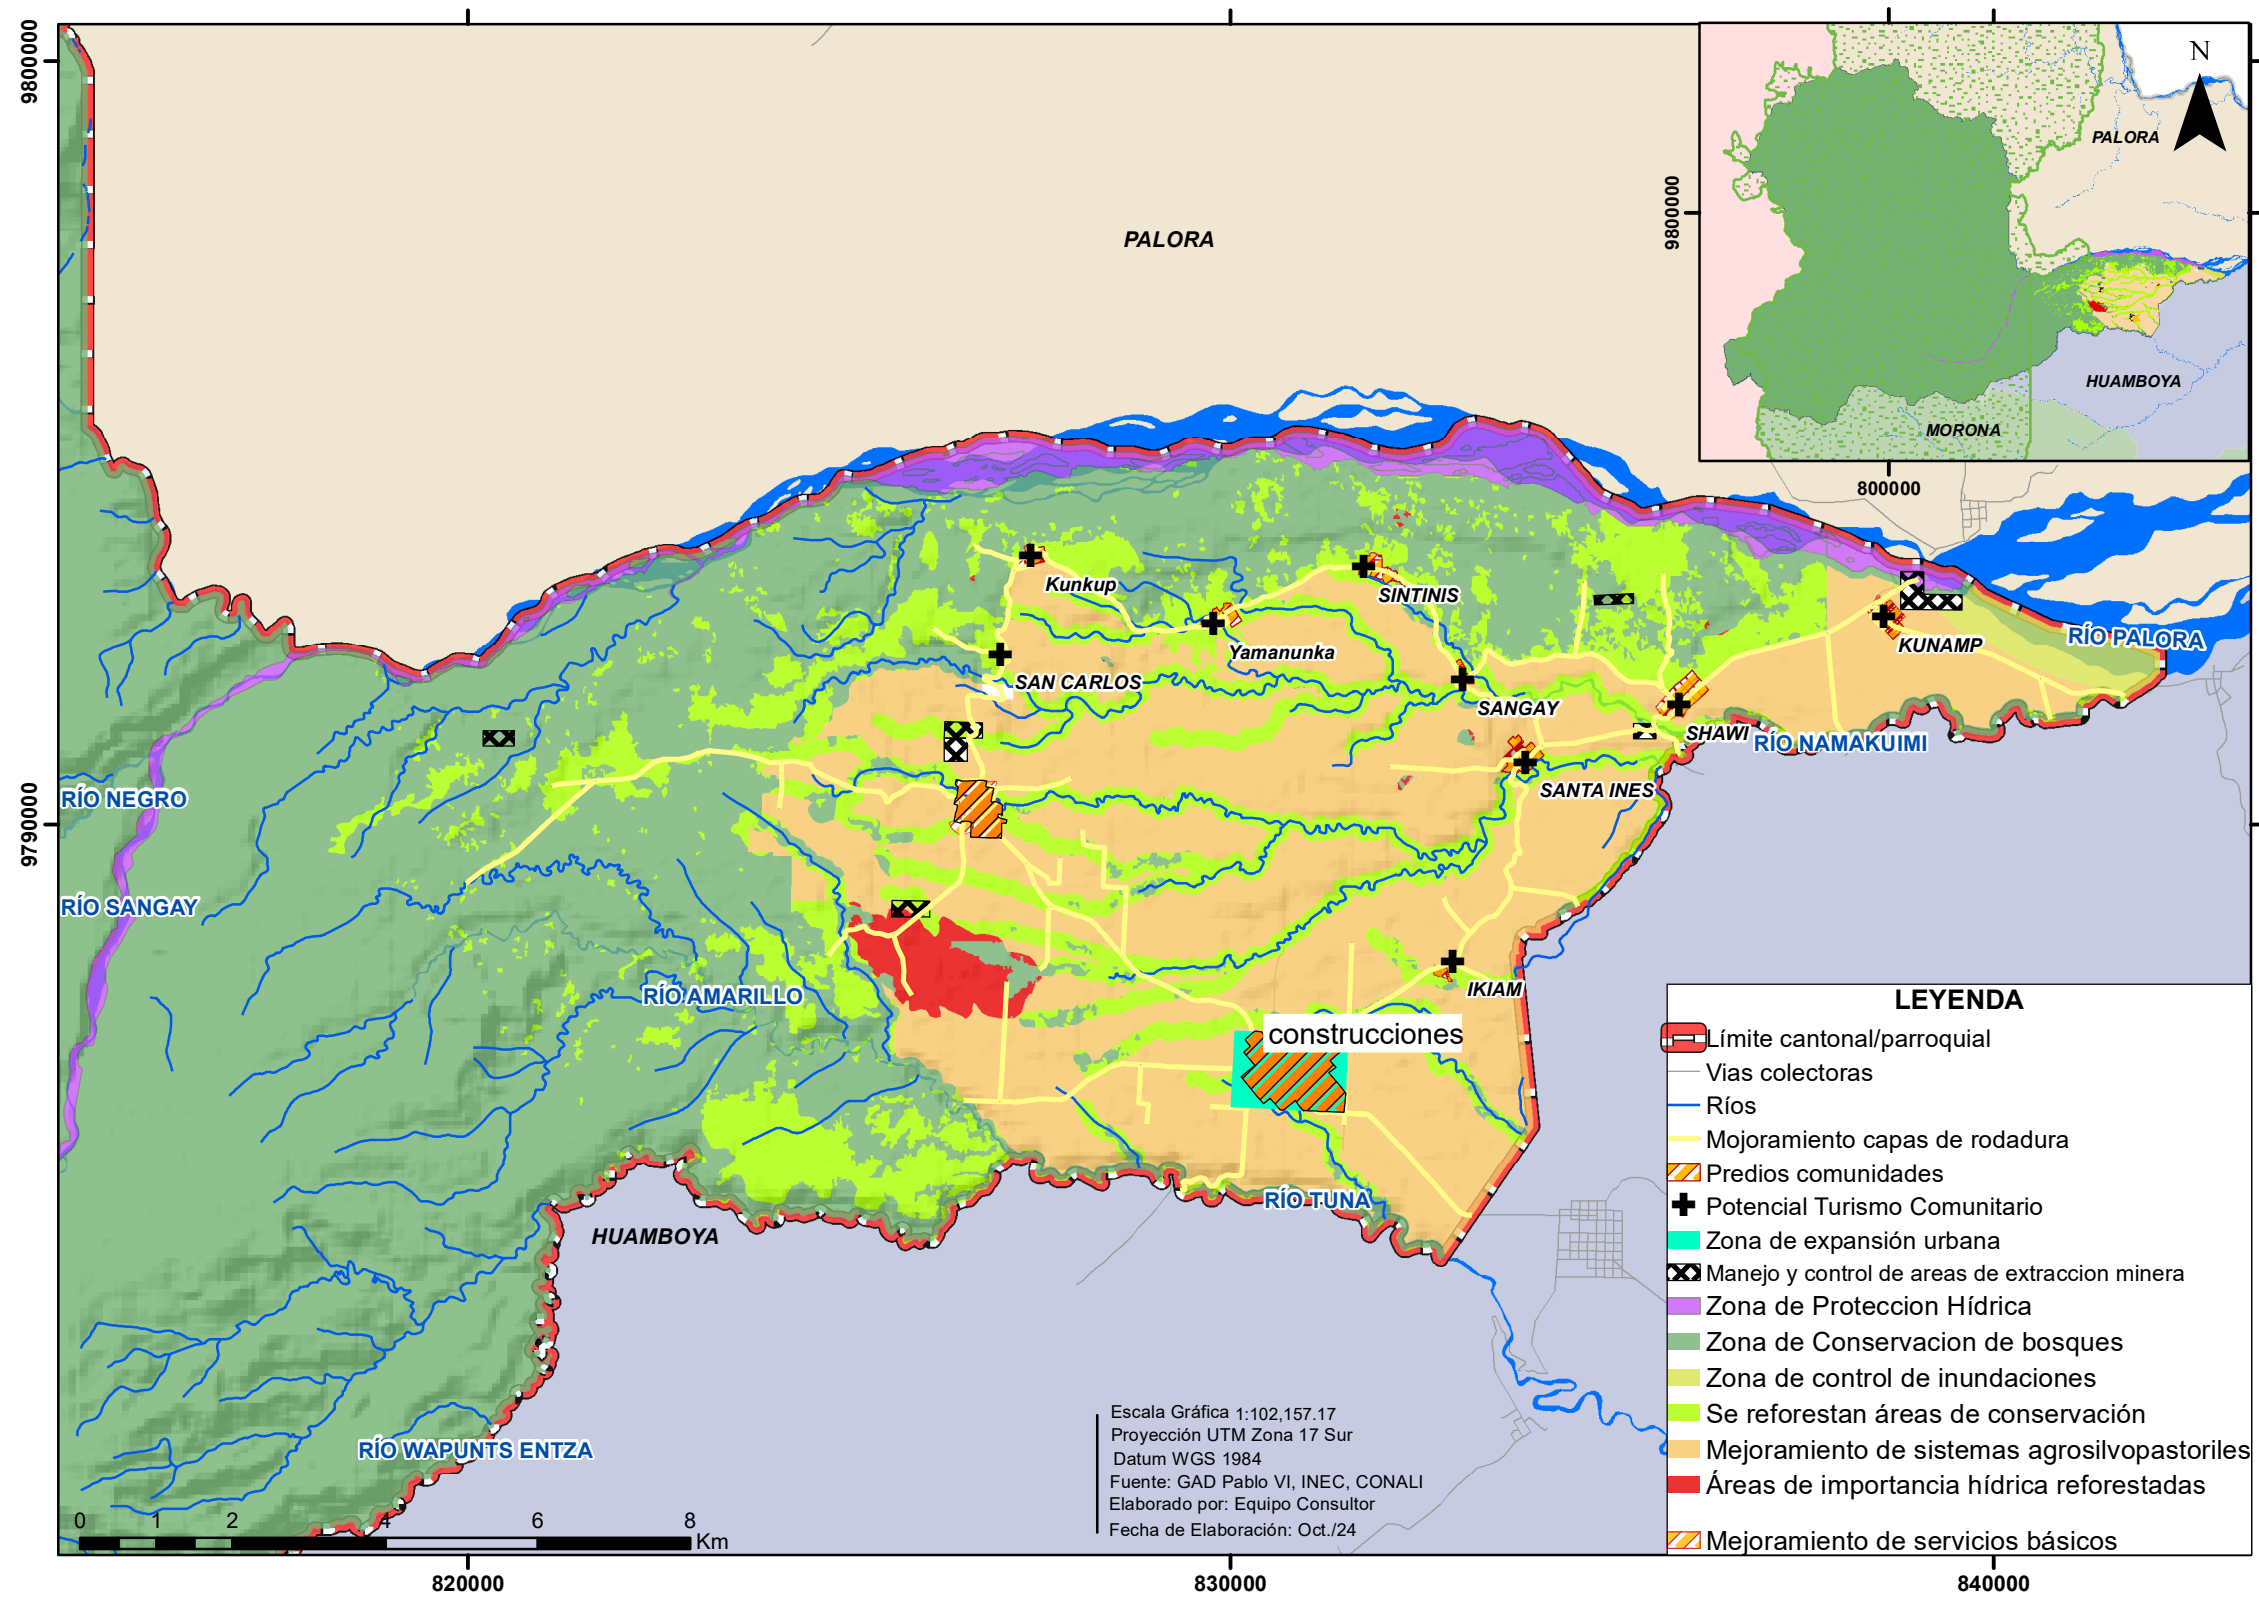 9800000
PALORA
N
PALORA
9800000
HUAMBOYA
MORONA
800000
Kunkup
SINTINIS
Yamanunka
KUNAMP
RÍO PALORA
SAN CARLOS
SANGAY
SHAWI
RÍO NAMAKUIMI
SANTA INES
9790000
RÍO NEGRO
RÍO SANGAY
RÍO AMARILLO
IKIAM
construcciones
RÍO TUNA
HUAMBOYA
RÍO WAPUNTS ENTZA
LEYENDA
Límite cantonal/parroquial
Vias colectoras
Ríos
Mojoramiento capas de rodadura
Predios comunidades
Potencial Turismo Comunitario
Zona de expansión urbana
Manejo y control de areas de extraccion minera
Zona de Proteccion Hídrica
Zona de Conservacion de bosques
Zona de control de inundaciones
Se reforestan áreas de conservación
Mejoramiento de sistemas agrosilvopastoriles
Áreas de importancia hídrica reforestadas
Mejoramiento de servicios básicos
Escala Gráfica 1:102,157.17
Proyección UTM Zona 17 Sur
Datum WGS 1984
Fuente: GAD Pablo VI, INEC, CONALI
Elaborado por: Equipo Consultor
Fecha de Elaboración: Oct./24
0 1 2 4 6 8
Km
820000 830000 840000